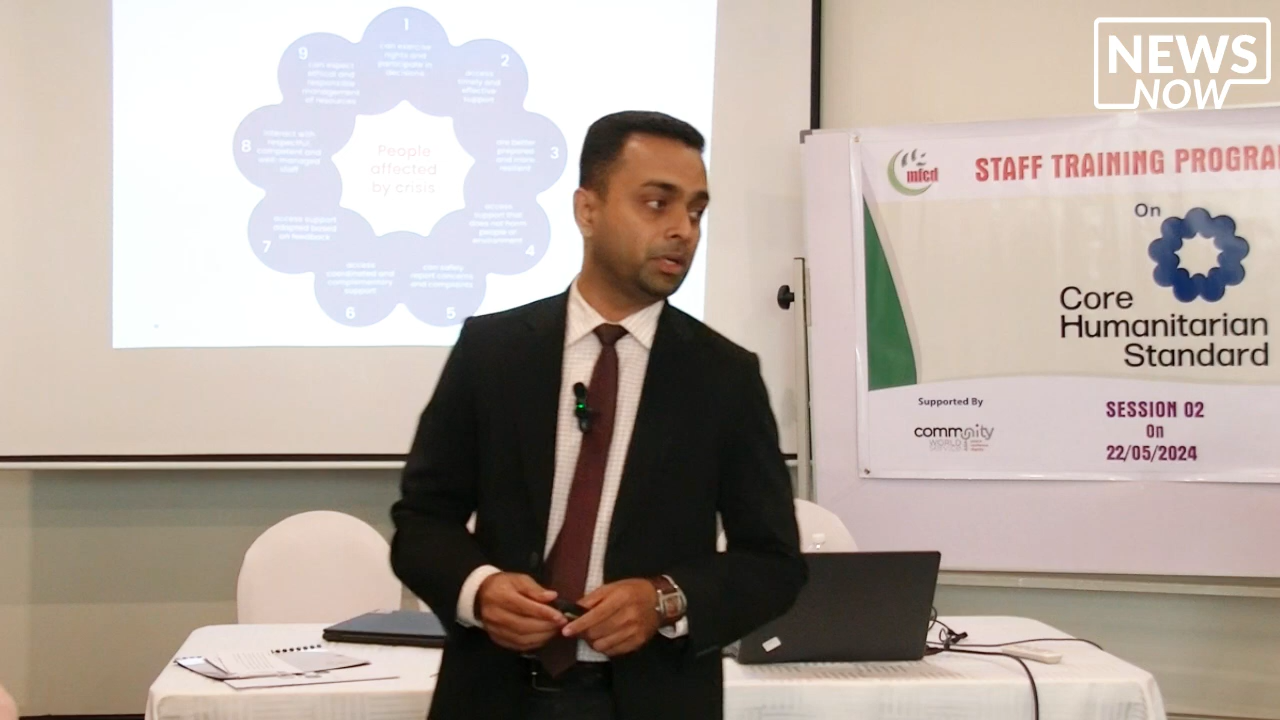 NEWS
NOW
1
can exercise
rights and
participate in
decisions
2
access
timely and
effective
support
3
are better
prepared
and more
resilient
4
access
support that
does not harm
people or
environment
5
can safely
report concerns
and complaints
6
access
coordinated and
complementary
support
7
access support
adapted based
on feedback
8
interact with
respectful,
competent and
well-managed
staff
9
can expect
ethical and
responsible
management
of resources
People
affected
by crisis
mfcd
STAFF TRAINING PROGRA
On
Core
Humanitarian
Standard
Supported By
community
WORLD
SERVICE
SESSION 02
On
22/05/2024